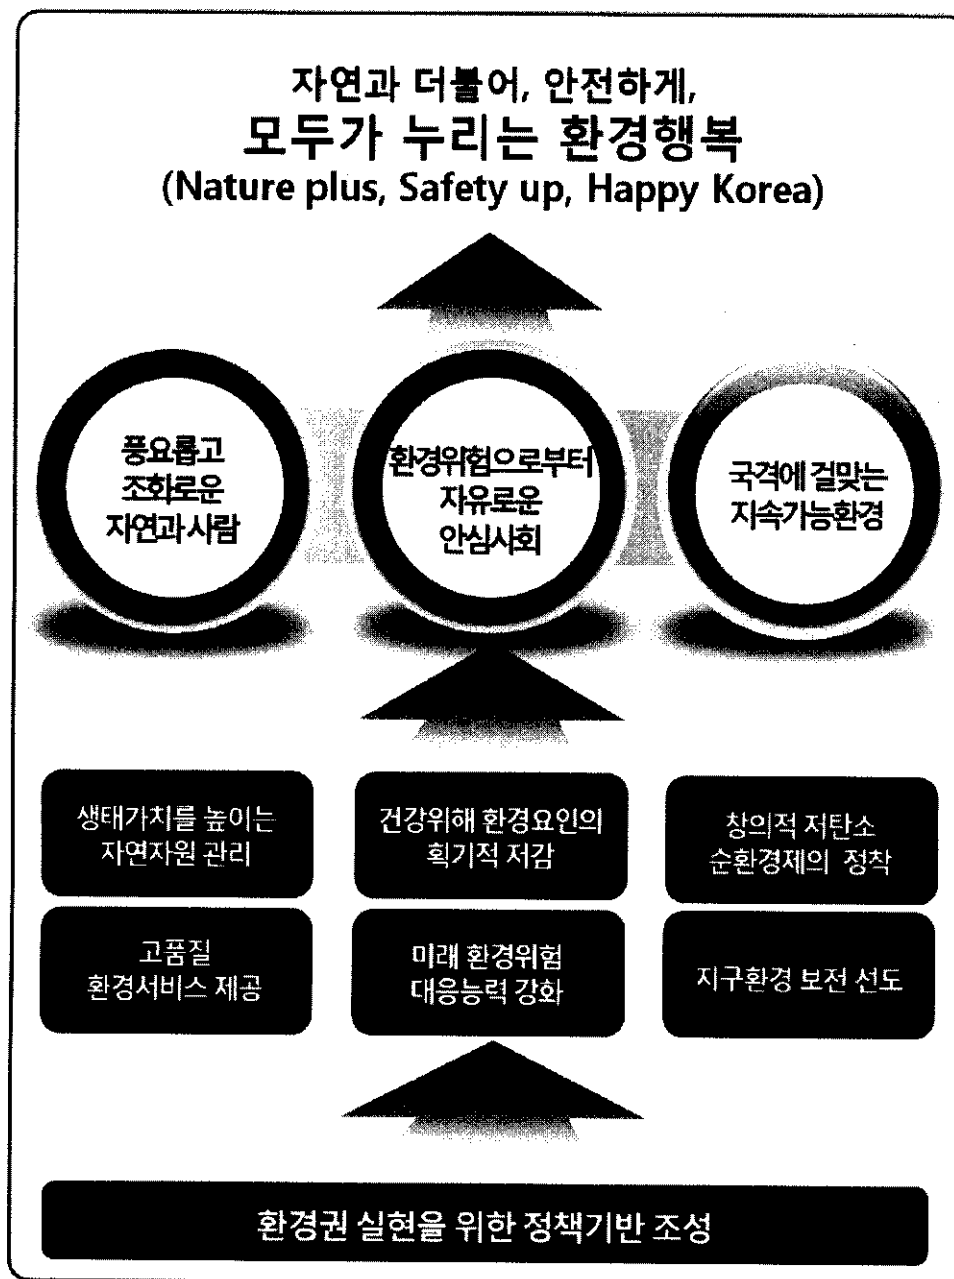 자연과 더불어, 안전하게,
모두가 누리는 환경행복
(Nature plus, Safety up, Happy Korea)
풍요롭고
조화로운
자연과 사람
환경위험으로부터
자유로운
안심사회
국격에 걸맞는
지속가능환경
생태가치를 높이는
자연자원 관리
건강위해 환경요인의
획기적 저감
창의적 저탄소
순환경제의 정착
고품질
환경서비스 제공
미래 환경위험
대응능력 강화
지구환경 보전 선도
환경권 실현을 위한 정책기반 조성